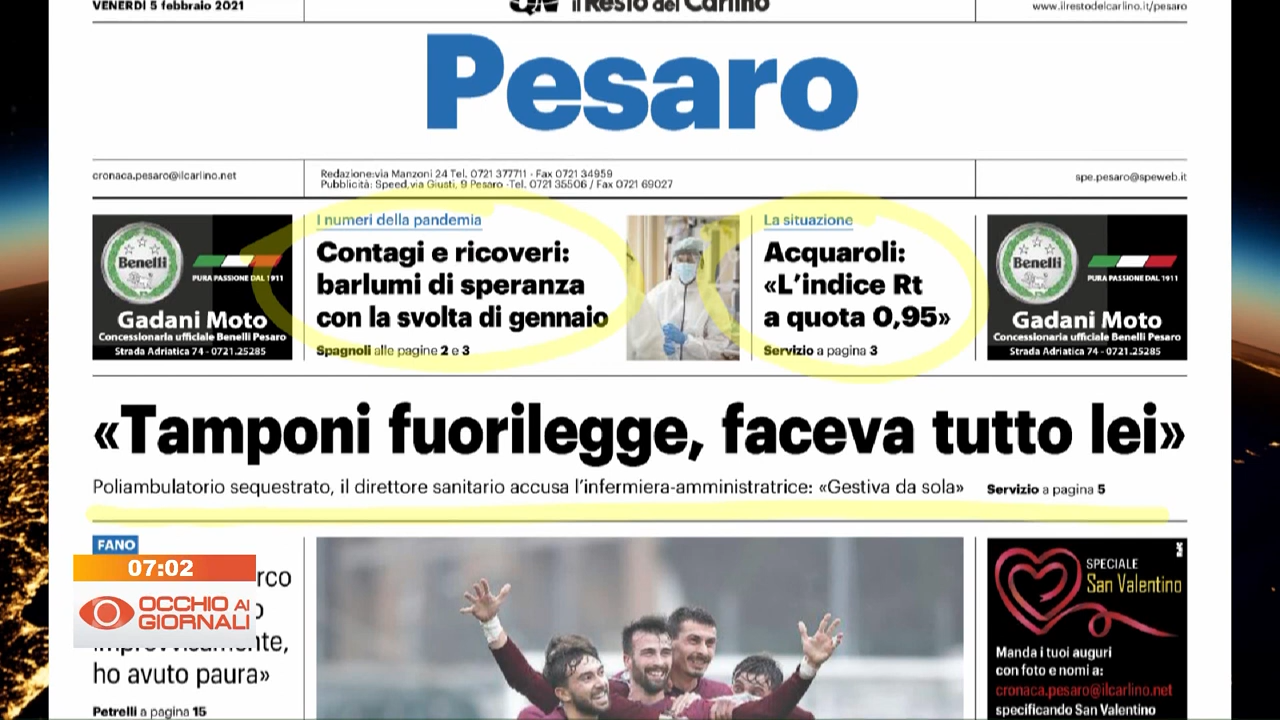 VENERDÌ 5 febbraio 2021
il Resto del Carlino
www.ilrestodelcarlino.it/pesaro
Pesaro
cronaca.pesaro@ilcarlino.net
Redazione:via Manzoni 24 Tel. 0721 377711 - Fax 0721 34959
Pubblicità: Speed,via Giusti, 9 Pesaro -Tel. 0721 35506 / Fax 0721 69027
spe.pesaro@speweb.it
Benelli
PURA PASSIONE DAL 1911
Gadani Moto
Concessionaria ufficiale Benelli Pesaro
Strada Adriatica 74 - 0721.25285
I numeri della pandemia
Contagi e ricoveri:
barlumi di speranza
con la svolta di gennaio
Spagnoli alle pagine 2 e 3
La situazione
Acquaroli:
«L'indice Rt
a quota 0,95»
Servizio a pagina 3
Benelli
PURA PASSIONE DAL 1911
Gadani Moto
Concessionaria ufficiale Benelli Pesaro
Strada Adriatica 74 - 0721.25285
«Tamponi fuorilegge, faceva tutto lei»
Poliambulatorio sequestrato, il direttore sanitario accusa l'infermiera-amministratrice: «Gestiva da sola»
Servizio a pagina 5
FANO
07:02
OCCHIO AI
GIORNALI
ho avuto paura»
Petrelli a pagina 15
SPECIALE
San Valentino
Manda i tuoi auguri
con foto e nomi a:
cronaca.pesaro@ilcarlino.net
specificando San Valentino